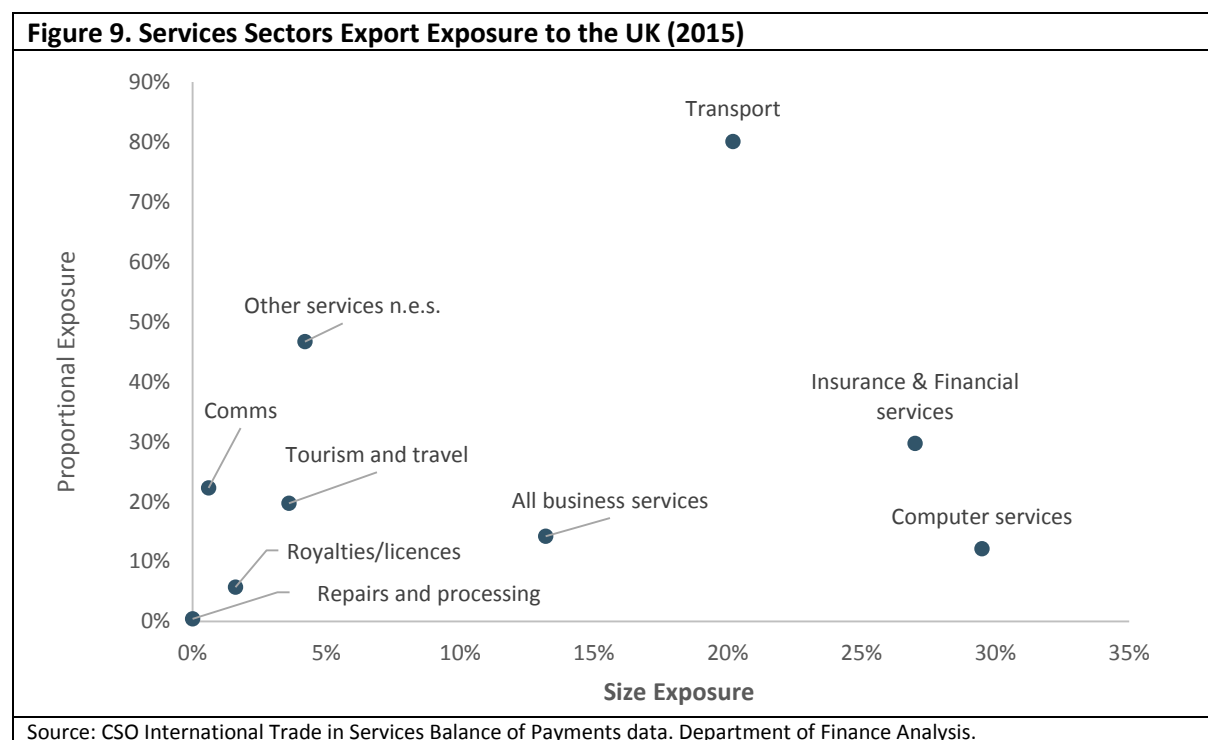 Figure 9. Services Sectors Export Exposure to the UK (2015)
90%
80%
70%
60%
50%
40%
30%
20%
10%
0%
Proportional Exposure
Transport
Other services n.e.s.
Insurance & Financial
services
Comms
Tourism and travel
All business services
Computer services
Royalties/licences
Repairs and processing
0%
5%
10%
15%
20%
25%
30%
35%
Size Exposure
Source: CSO International Trade in Services Balance of Payments data. Department of Finance Analysis.